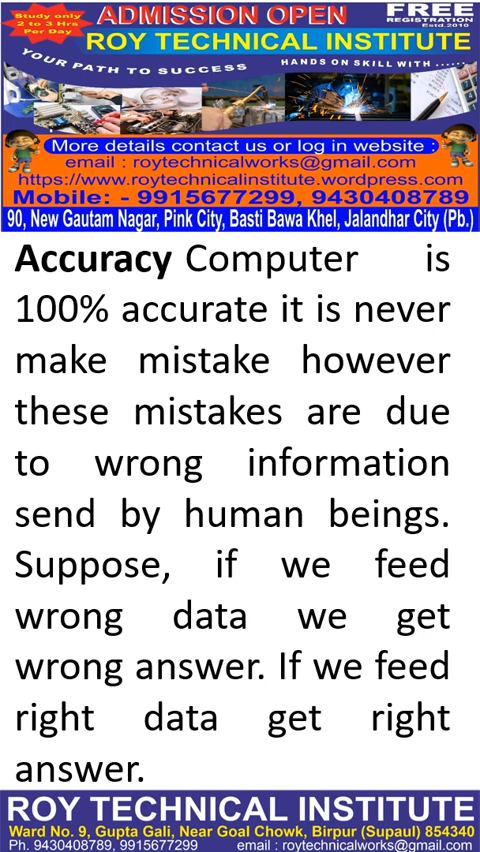 Study only
2 to 3 Hrs
Per Day
ADMISSION OPEN
FREE
REGISTRATION
Estd.2010
ROY TECHNICAL INSTITUTE
YOUR PATH TO SUCCESS
HANDS ON SKILL WITH ......
More details contact us or log in website :
email : roytechnicalworks@gmail.com
https://www.roytechnicalinstitute.wordpress.com
Mobile: - 9915677299, 9430408789
90, New Gautam Nagar, Pink City, Basti Bawa Khel, Jalandhar City (Pb.)
Accuracy Computer is
100% accurate it is never
make mistake however
these mistakes are due
to wrong information
send by human beings.
Suppose, if we feed
wrong data we get
wrong answer. If we feed
right data get right
answer.
ROY TECHNICAL INSTITUTE
Ward No. 9, Gupta Gali, Near Goal Chowk, Birpur (Supaul) 854340
Ph. 9430408789, 9915677299 email : roytechnicalworks@gmail.com